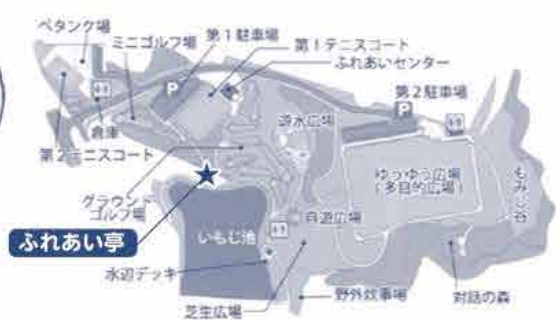 ペタンク場
ミニゴルフ場
第1駐車場
第1テニスコート
ふれあいセンター
第2駐車場
P
P
倉庫
第2テニスコート
遊水広場
ゆうゆう広場
(多目的広場)
もみじ谷
グラウンド
ゴルフ場
自遊広場
ふれあい亭
いもじ池
水辺デッキ
野外炊事場
対話の森
芝生広場